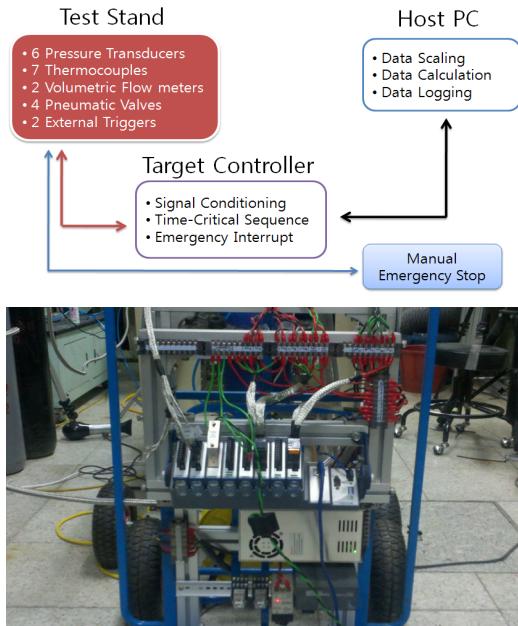 Test Stand
• 6 Pressure Transducers
• 7 Thermocouples
• 2 Volumetric Flow meters
• 4 Pneumatic Valves
• 2 External Triggers
Host PC
• Data Scaling
• Data Calculation
• Data Logging
Target Controller
• Signal Conditioning
• Time-Critical Sequence
• Emergency Interrupt
Manual
Emergency Stop